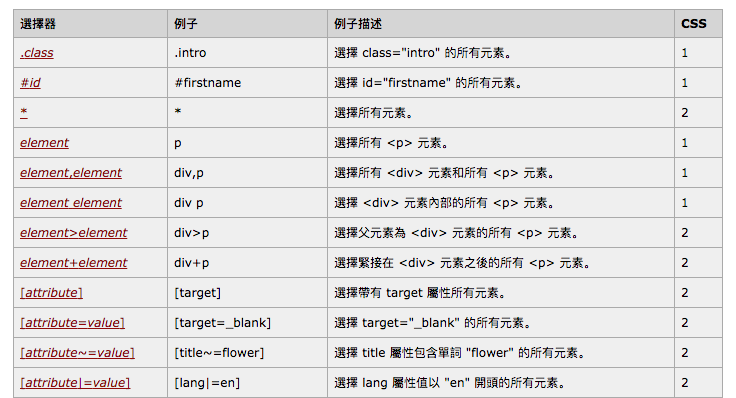 選擇器 例子 例子描述 CSS
.class .intro 選擇 class="intro" 的所有元素。 1
#id #firstname 選擇 id="firstname" 的所有元素。 1
* * 選擇所有元素。 2
element p 選擇所有 <p> 元素。 1
element,element div,p 選擇所有 <div> 元素和所有 <p> 元素。 1
element element div p 選擇 <div> 元素內部的所有 <p> 元素。 1
element>element div>p 選擇父元素為 <div> 元素的所有 <p> 元素。 2
element+element div+p 選擇緊接在 <div> 元素之後的所有 <p> 元素。 2
[attribute] [target] 選擇帶有 target 屬性所有元素。 2
[attribute=value] [target=_blank] 選擇 target="_blank" 的所有元素。 2
[attribute~=value] [title~=flower] 選擇 title 屬性包含單詞 "flower" 的所有元素。 2
[attribute|=value] [lang|=en] 選擇 lang 屬性值以 "en" 開頭的所有元素。 2